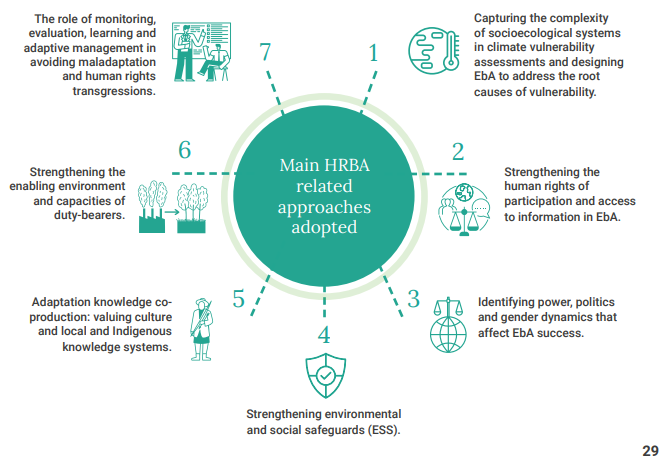 Main HRBA
related
approaches
adopted
1
Capturing the complexity
of socioecological systems
in climate vulnerability
assessments and designing
EbA to address the root
causes of vulnerability.
2
Strengthening the
human rights of
participation and access
to information in EbA.
3
Identifying power, politics
and gender dynamics that
affect EbA success.
4
Strengthening environmental
and social safeguards (ESS).
5
Adaptation knowledge co-
production: valuing culture
and local and Indigenous
knowledge systems.
6
Strengthening the
enabling environment
and capacities of
duty-bearers.
7
The role of monitoring,
evaluation, learning and
adaptive management in
avoiding maladaptation
and human rights
transgressions.
29